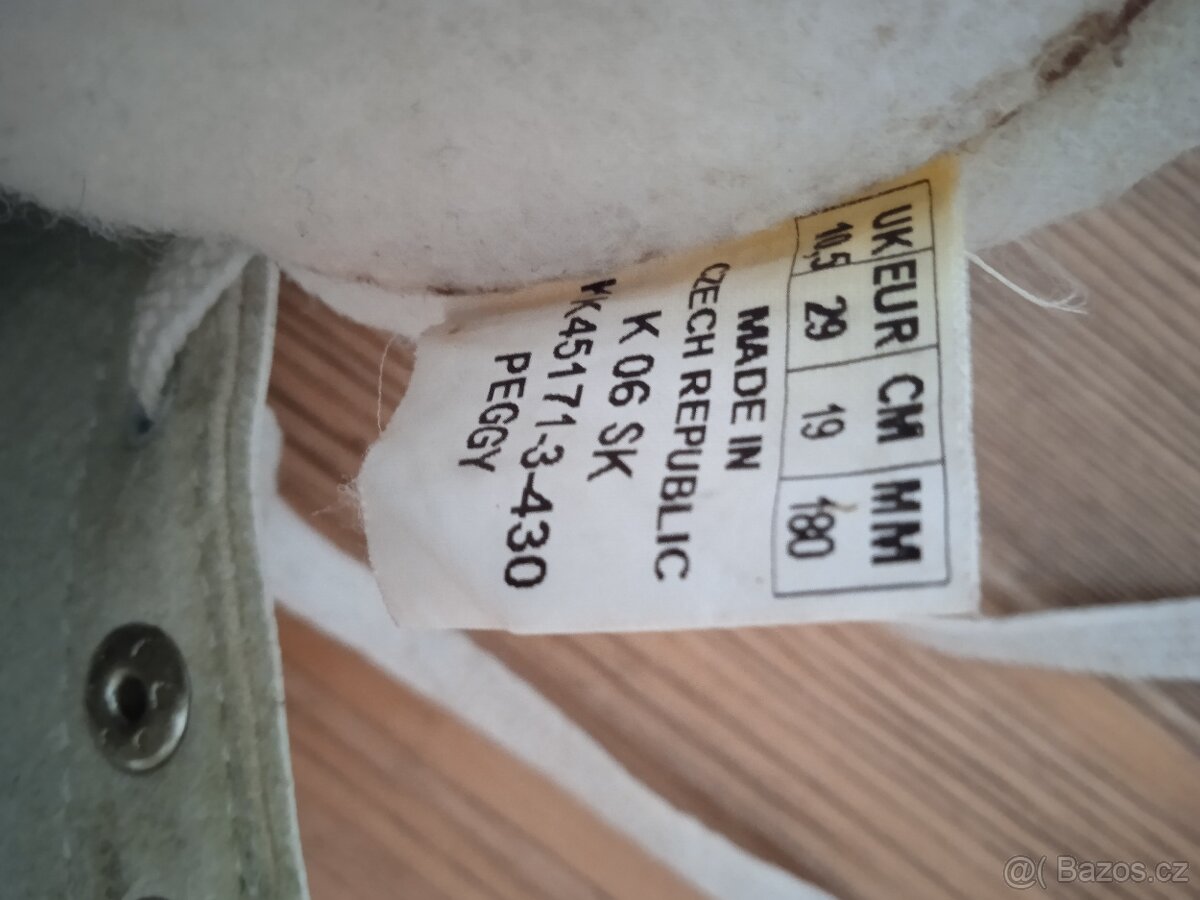 UK EUR CM MM
10,5 29 19 180
MADE IN
CZECH REPUBLIC
K 06 SK
45171-3-430
PEGGY
@( Bazos.cz